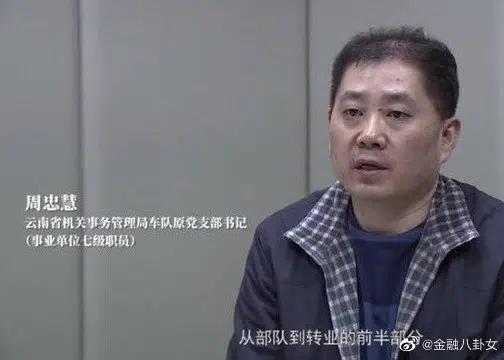 周忠慧
云南省机关事务管理局车队原党支部书记
(事业单位七级职员)
从部队到转业的前半部分
@金融八卦女